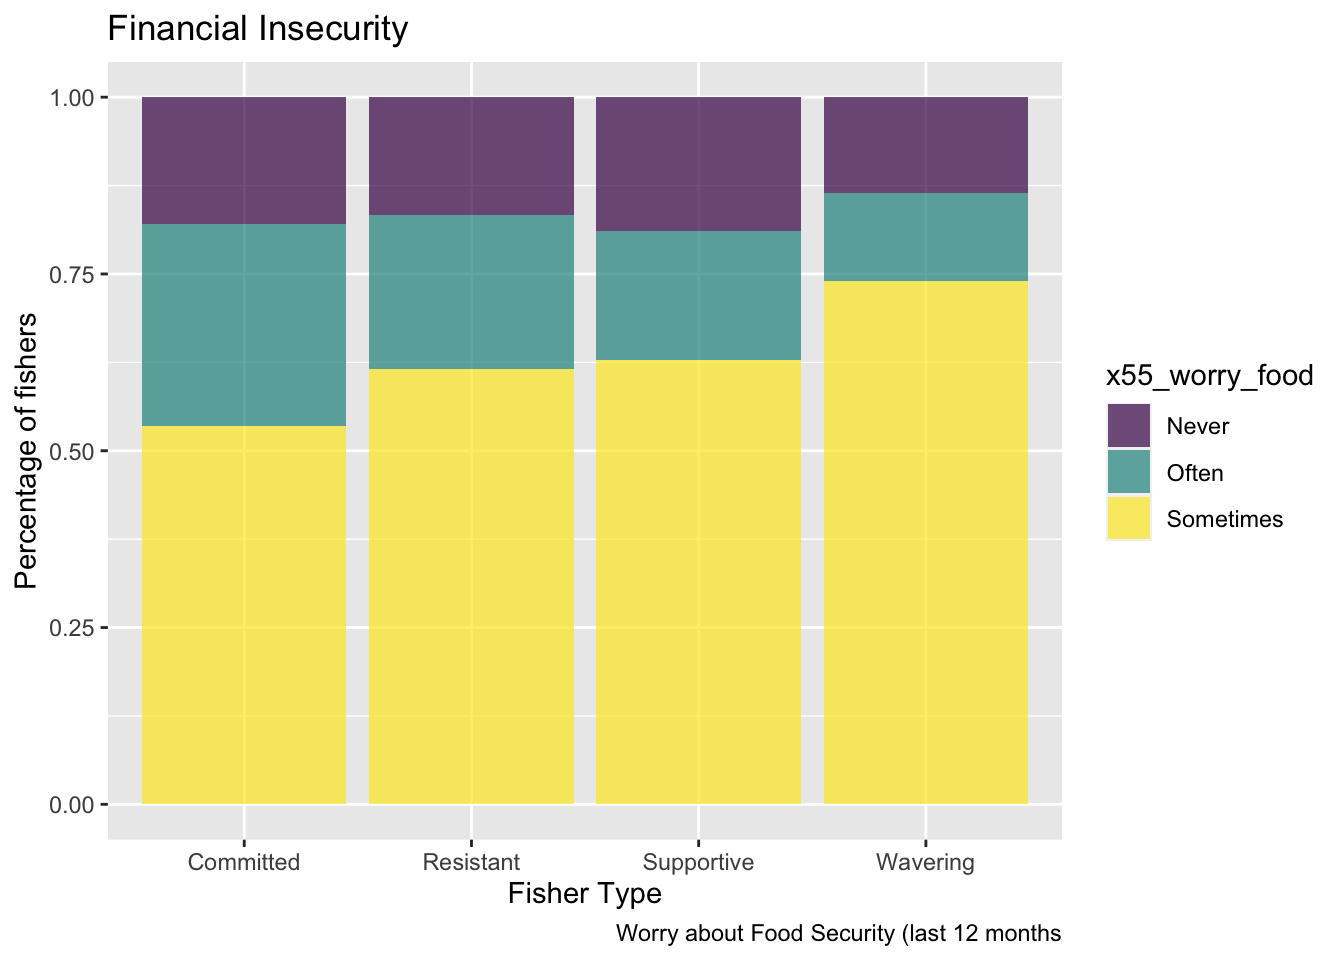 Financial Insecurity
1.00
0.75
0.50
0.25
0.00
Percentage of fishers
Committed
Resistant
Supportive
Wavering
Fisher Type
Worry about Food Security (last 12 months
x55_worry_food
Never
Often
Sometimes